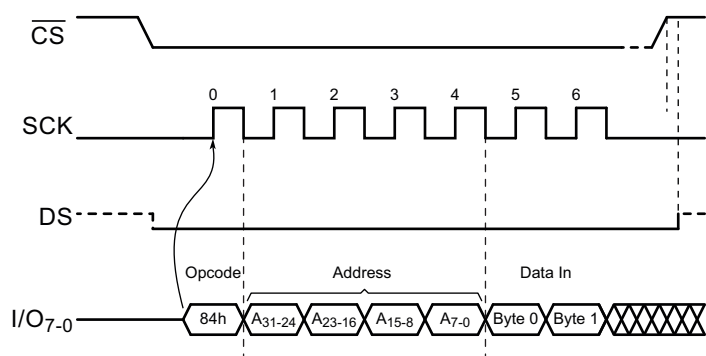 CS
0 1 2 3 4 5 6
SCK
DS
Opcode Address Data In
I/O7-0 84h A31-24 A23-16 A15-8 A7-0 Byte 0 Byte 1